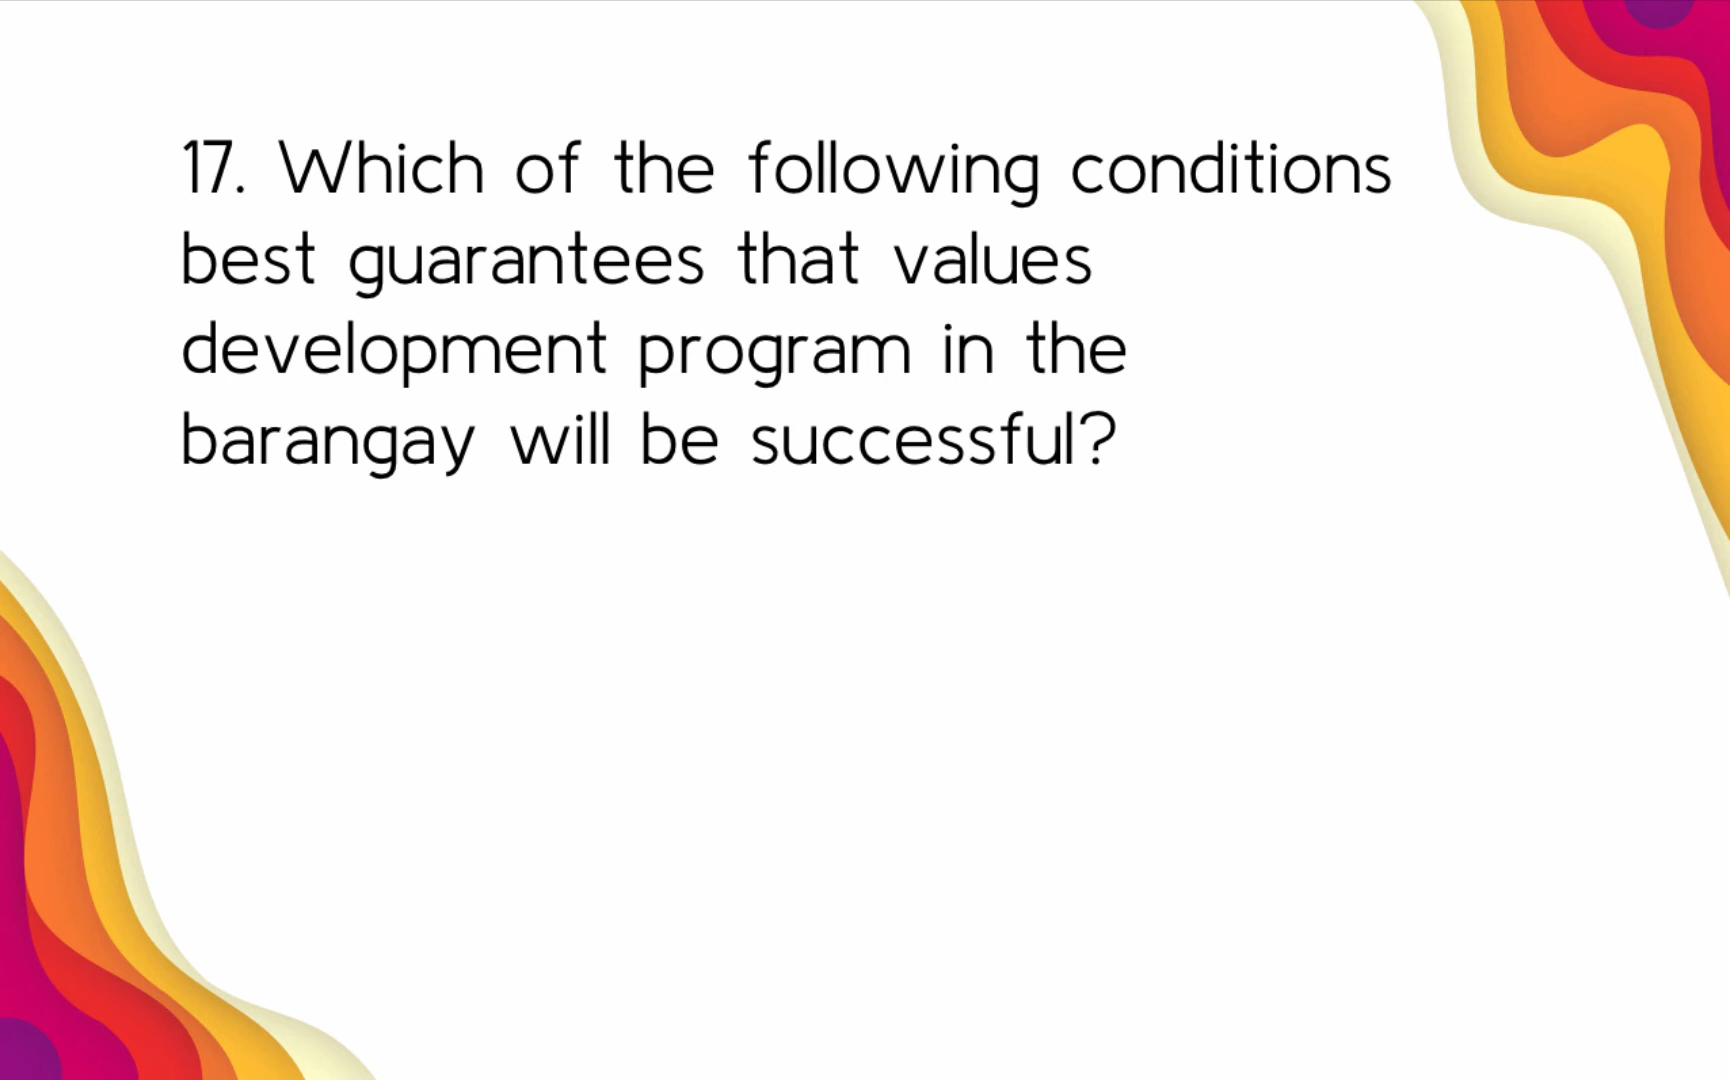 17. Which of the following conditions
best guarantees that values
development program in the
barangay will be successful?